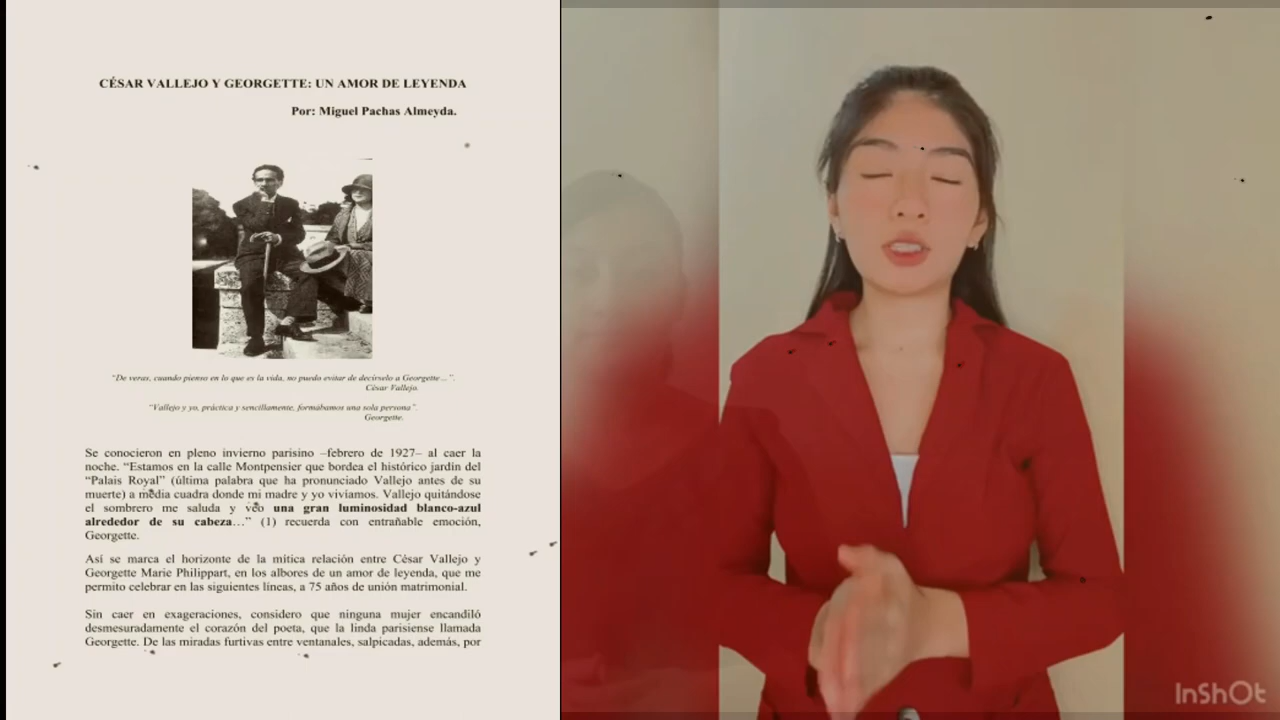 CÉSAR VALLEJO Y GEORGETTE: UN AMOR DE LEYENDA
Por: Miguel Pachas Almeyda.
“De veras, cuando pienso en lo que es la vida, no puedo evitar de decírselo a Georgette…”.
César Vallejo.
“Vallejo y yo, práctica y sencillamente, formábamos una sola persona”.
Georgette.
Se conocieron en pleno invierno parisino –febrero de 1927– al caer la
noche. “Estamos en la calle Montpensier que bordea el histórico jardín del
“Palais Royal” (última palabra que ha pronunciado Vallejo antes de su
muerte) a media cuadra donde mi madre y yo vivíamos. Vallejo quitándose
el sombrero me saluda y veo una gran luminosidad blanco-azul
alrededor de su cabeza…” (1) recuerda con entrañable emoción,
Georgette.
Así se marca el horizonte de la mítica relación entre César Vallejo y
Georgette Marie Philippart, en los albores de un amor de leyenda, que me
permito celebrar en las siguientes líneas, a 75 años de unión matrimonial.
Sin caer en exageraciones, considero que ninguna mujer encandiló
desmesuradamente el corazón del poeta, que la linda parisiense llamada
Georgette. De las miradas furtivas entre ventanales, salpicadas, además, por
InShOt